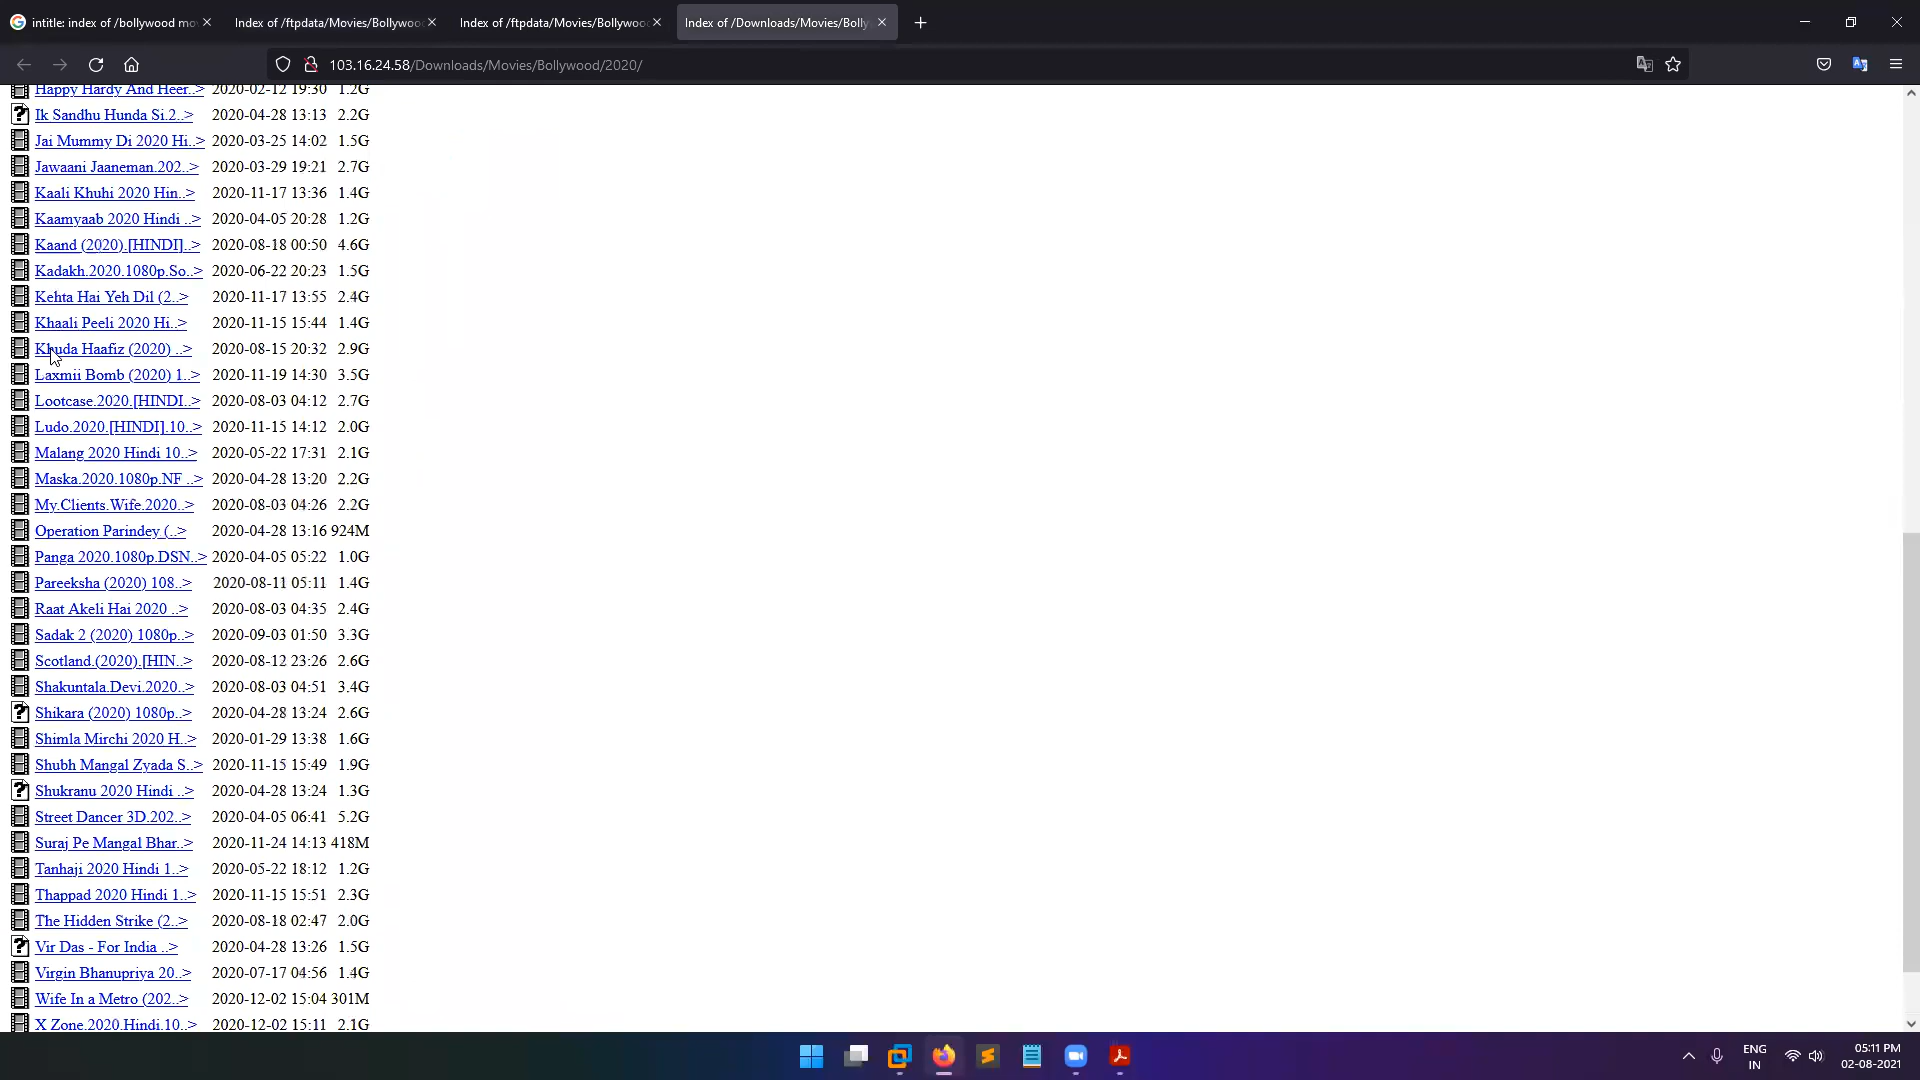 intitle: index of /bollywood mo
Index of /ftpdata/Movies/Bollywoo
Index of /ftpdata/Movies/Bollywoo
Index of /Downloads/Movies/Bolly
103.16.24.58/Downloads/Movies/Bollywood/2020/
Happy Hardy And Heer..> 2020-02-12 19:30 1.2G
Ik Sandhu Hunda Si.2..> 2020-04-28 13:13 2.2G
Jai Mummy Di 2020 Hi..> 2020-03-25 14:02 1.5G
Jawaani Jaaneman.202..> 2020-03-29 19:21 2.7G
Kaali Khuhi 2020 Hin..> 2020-11-17 13:36 1.4G
Kaamyaab 2020 Hindi ..> 2020-04-05 20:28 1.2G
Kaand (2020).[HINDI]..> 2020-08-18 00:50 4.6G
Kadakh.2020.1080p.So..> 2020-06-22 20:23 1.5G
Kehta Hai Yeh Dil (2..> 2020-11-17 13:55 2.4G
Khaali Peeli 2020 Hi..> 2020-11-15 15:44 1.4G
Khuda Haafiz (2020) ..> 2020-08-15 20:32 2.9G
Laxmii Bomb (2020) 1..> 2020-11-19 14:30 3.5G
Lootcase.2020.[HINDI..> 2020-08-03 04:12 2.7G
Ludo.2020.[HINDI].10..> 2020-11-15 14:12 2.0G
Malang 2020 Hindi 10..> 2020-05-22 17:31 2.1G
Maska.2020.1080p.NF ..> 2020-04-28 13:20 2.2G
My.Clients.Wife.2020..> 2020-08-03 04:26 2.2G
Operation Parindey (..> 2020-04-28 13:16 924M
Panga 2020.1080p.DSN..> 2020-04-05 05:22 1.0G
Pareeksha (2020) 108..> 2020-08-11 05:11 1.4G
Raat Akeli Hai 2020 ..> 2020-08-03 04:35 2.4G
Sadak 2 (2020) 1080p..> 2020-09-03 01:50 3.3G
Scotland.(2020).[HIN..> 2020-08-12 23:26 2.6G
Shakuntala.Devi.2020..> 2020-08-03 04:51 3.4G
Shikara (2020) 1080p..> 2020-04-28 13:24 2.6G
Shimla Mirchi 2020 H..> 2020-01-29 13:38 1.6G
Shubh Mangal Zyada S..> 2020-11-15 15:49 1.9G
Shukranu 2020 Hindi ..> 2020-04-28 13:24 1.3G
Street Dancer 3D.202..> 2020-04-05 06:41 5.2G
Suraj Pe Mangal Bhar..> 2020-11-24 14:13 418M
Tanhaji 2020 Hindi 1..> 2020-05-22 18:12 1.2G
Thappad 2020 Hindi 1..> 2020-11-15 15:51 2.3G
The Hidden Strike (2..> 2020-08-18 02:47 2.0G
Vir Das - For India ..> 2020-04-28 13:26 1.5G
Virgin Bhanupriya 20..> 2020-07-17 04:56 1.4G
Wife In a Metro (202..> 2020-12-02 15:04 301M
X Zone.2020.Hindi.10..> 2020-12-02 15:11 2.1G
ENG
IN
05:11 PM
02-08-2021